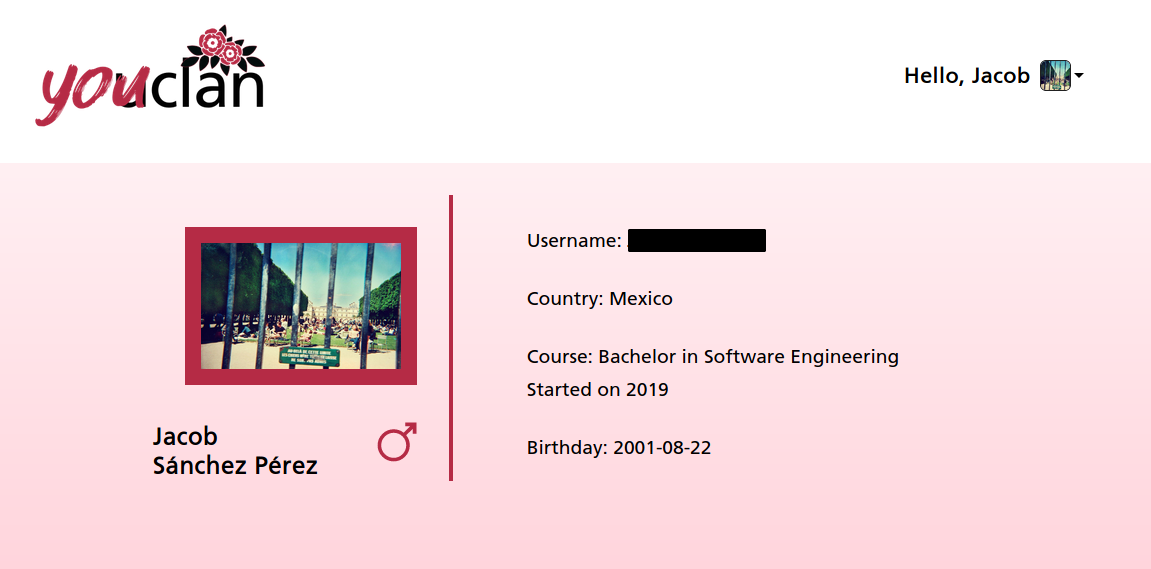 youclan
Hello, Jacob
Username:
Country: Mexico
Course: Bachelor in Software Engineering
Started on 2019
Birthday: 2001-08-22
Jacob
Sánchez Pérez